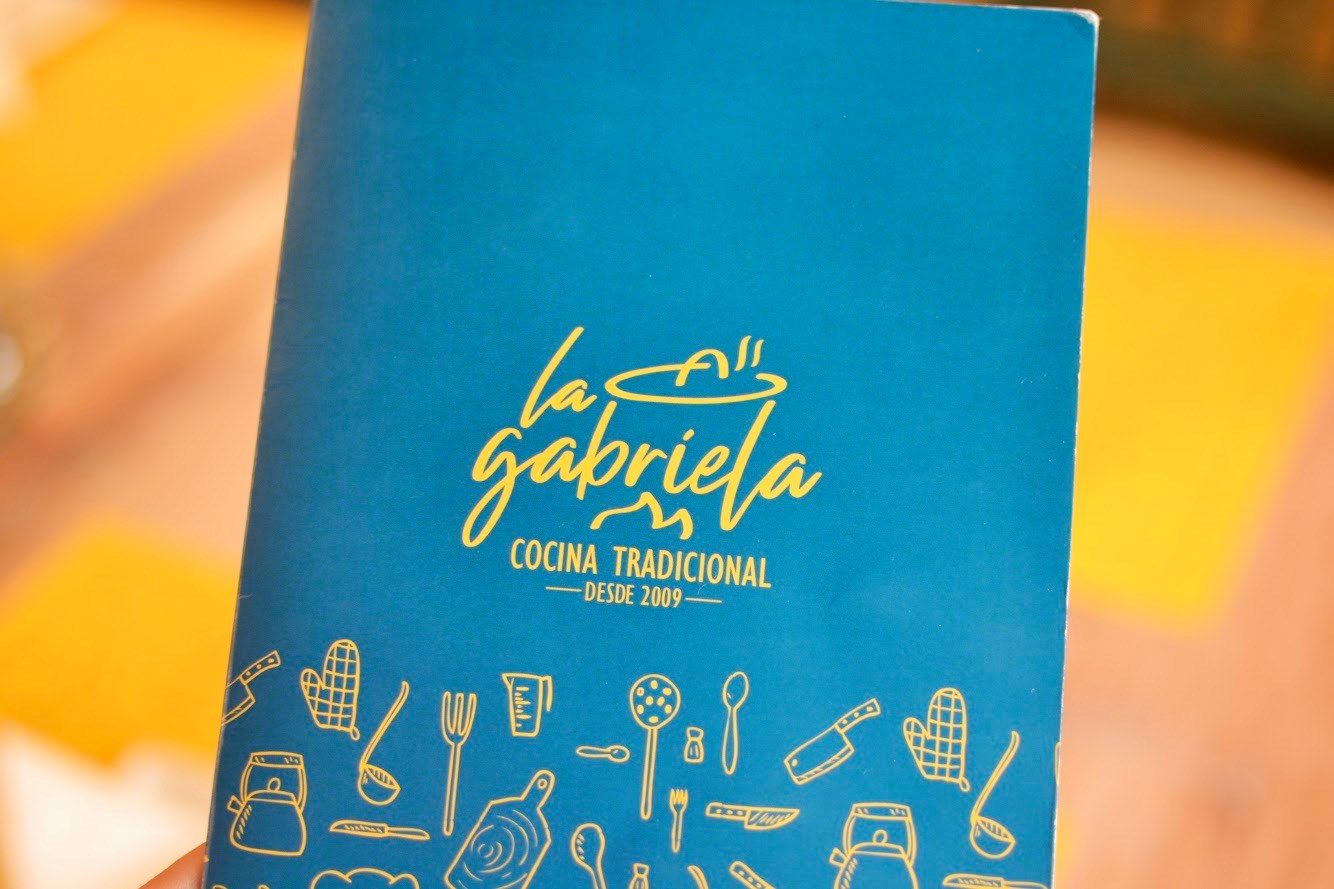 la
gabriela
COCINA TRADICIONAL
DESDE 2009